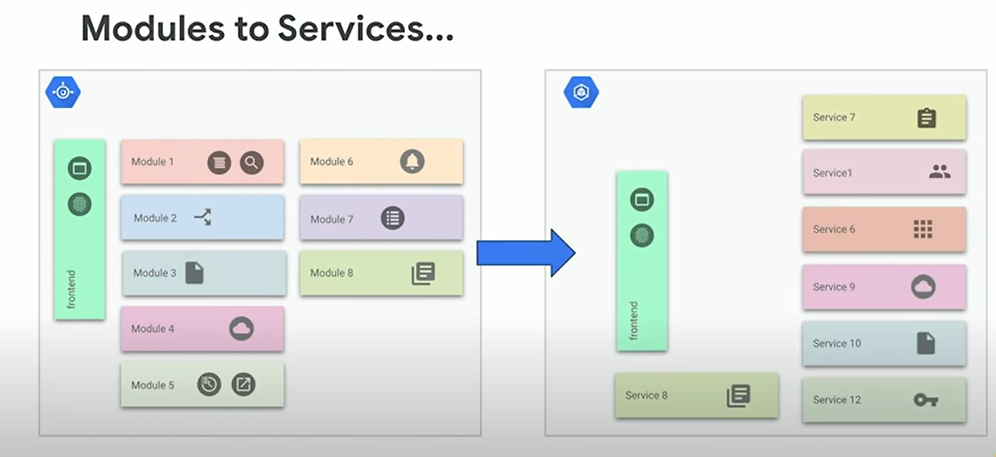 Modules to Services...
frontend
Module 1
Module 2
Module 3
Module 4
Module 5
Module 6
Module 7
Module 8
frontend
Service 8
Service 7
Service1
Service 6
Service 9
Service 10
Service 12